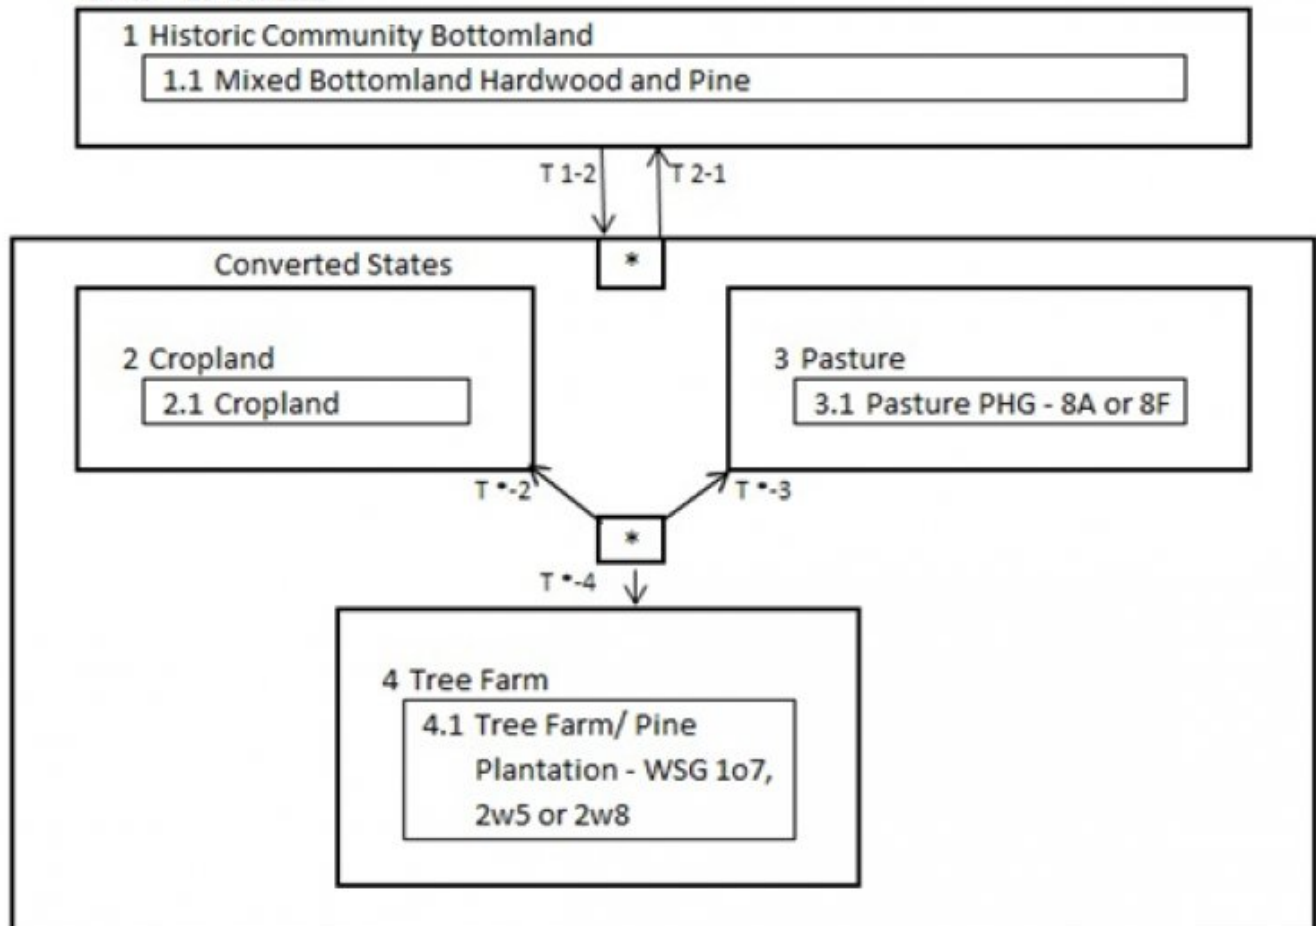 1 Historic Community Bottomland
1.1 Mixed Bottomland Hardwood and Pine
T 1-2
T 2-1
*
Converted States
2 Cropland
2.1 Cropland
3 Pasture
3.1 Pasture PHG - 8A or 8F
T *-2
T *-3
*
T *-4
4 Tree Farm
4.1 Tree Farm/ Pine
Plantation - WSG 1o7,
2w5 or 2w8